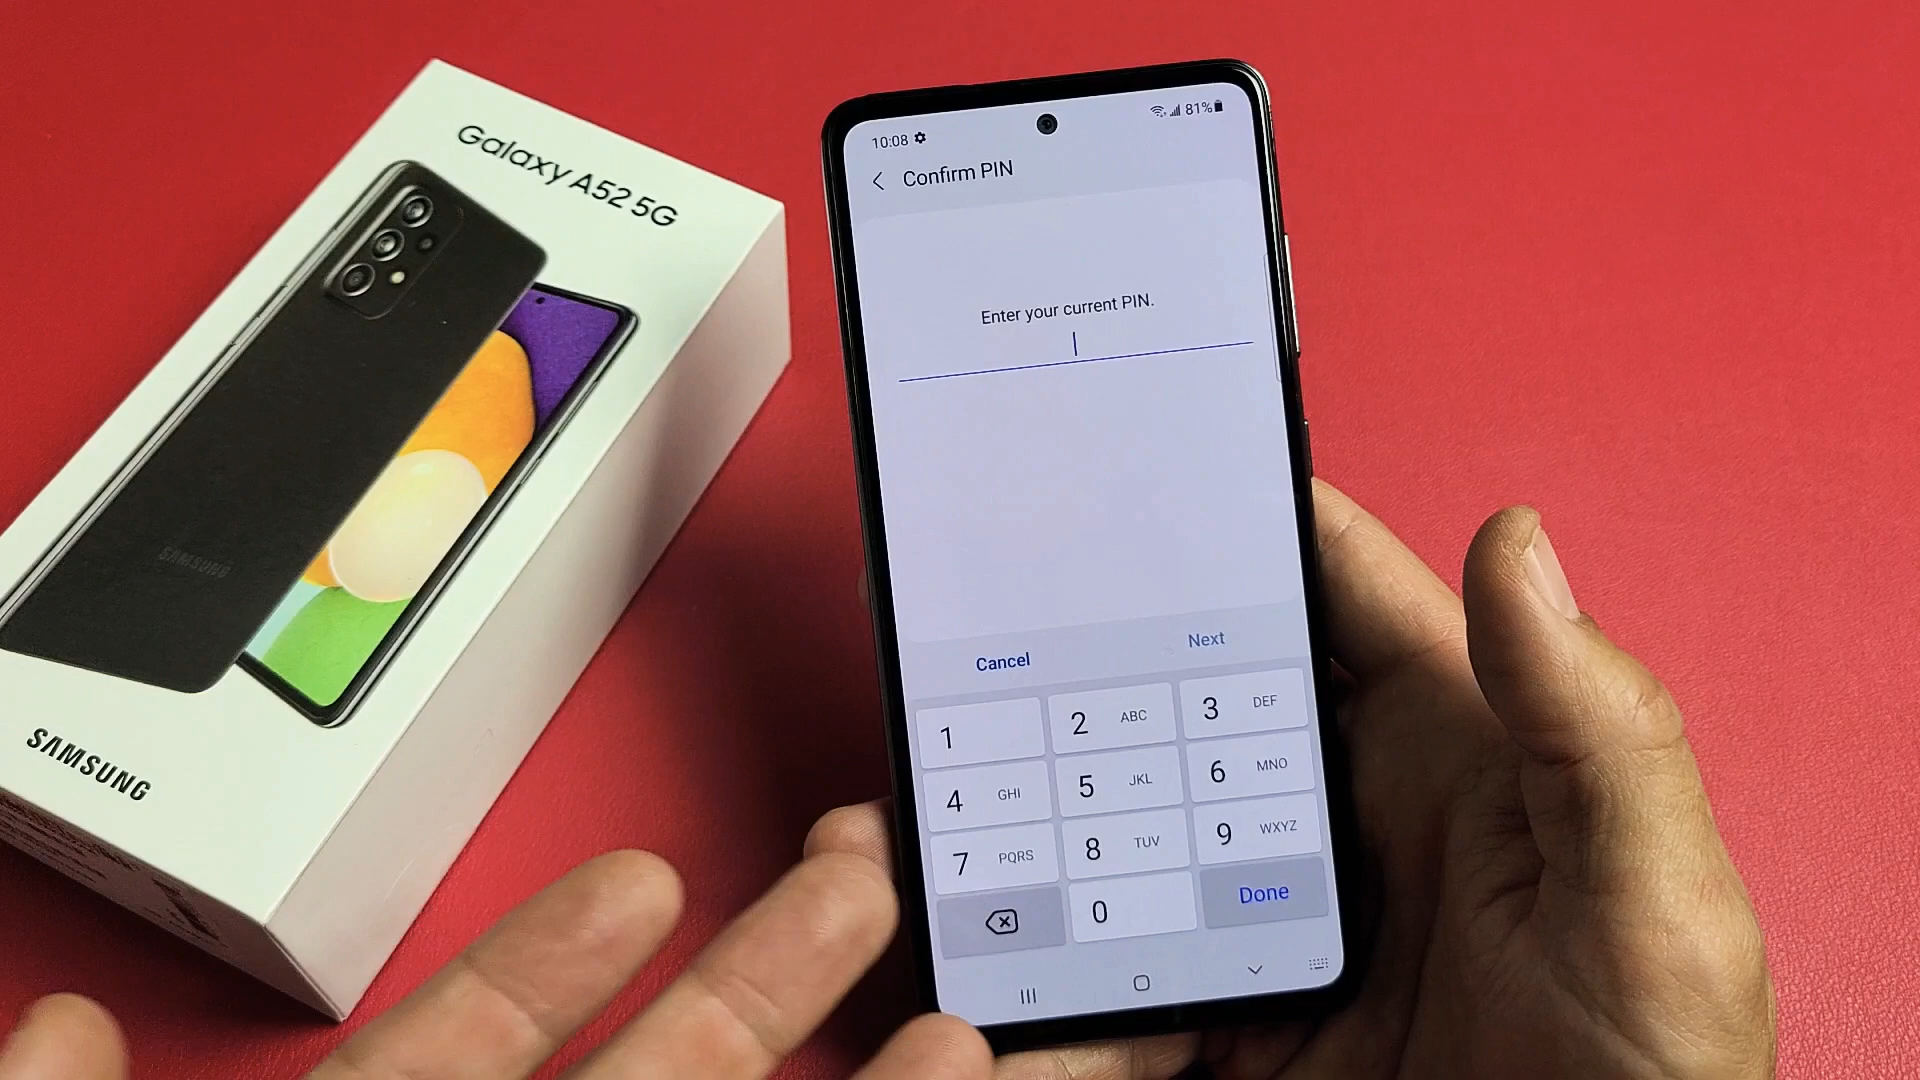 Galaxy A52 5G
SAMSUNG
SAMSUNG
10:08
81%
Confirm PIN
Enter your current PIN.
Cancel
Next
1
2 ABC
3 DEF
4 GHI
5 JKL
6 MNO
7 PQRS
8 TUV
9 WXYZ
0
Done